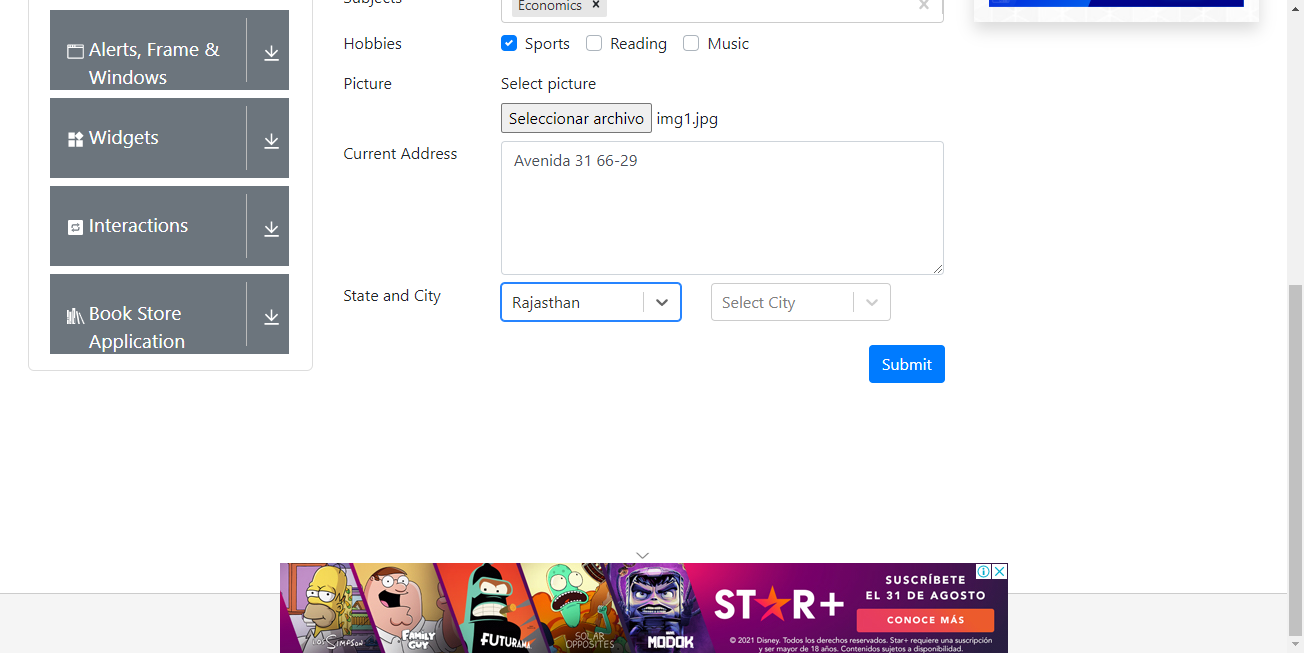 Subjects
Economics ×
×
Alerts, Frame &
Windows
Widgets
Interactions
Book Store
Application
Hobbies
Sports Reading Music
Picture
Select picture
Seleccionar archivo img1.jpg
Current Address
Avenida 31 66-29
State and City
Rajasthan
Select City
Submit
LOS SIMPSON
FAMILY
GUY
FUTURAMA
SOLAR
OPPOSITES
MODOK
STAR+
SUSCRÍBETE
EL 31 DE AGOSTO
CONOCE MÁS
© 2021 Disney. Todos los derechos reservados. Star+ requiere una suscripción
y ser mayor de 18 años. Contenidos sujetos a disponibilidad.